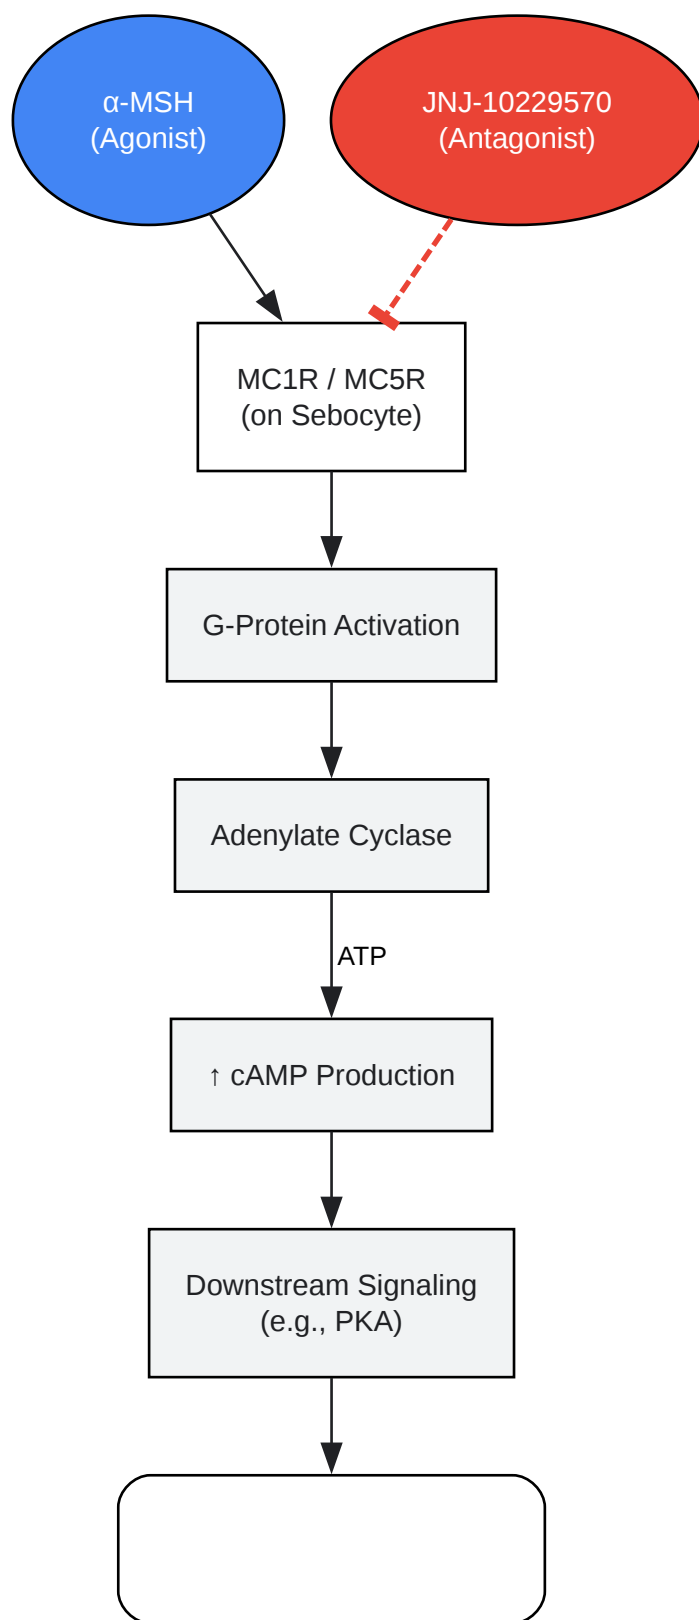 α-MSH
(Agonist)
JNJ-10229570
(Antagonist)
MC1R / MC5R
(on Sebocyte)
G-Protein Activation
Adenylate Cyclase
ATP
↑ cAMP Production
Downstream Signaling
(e.g., PKA)